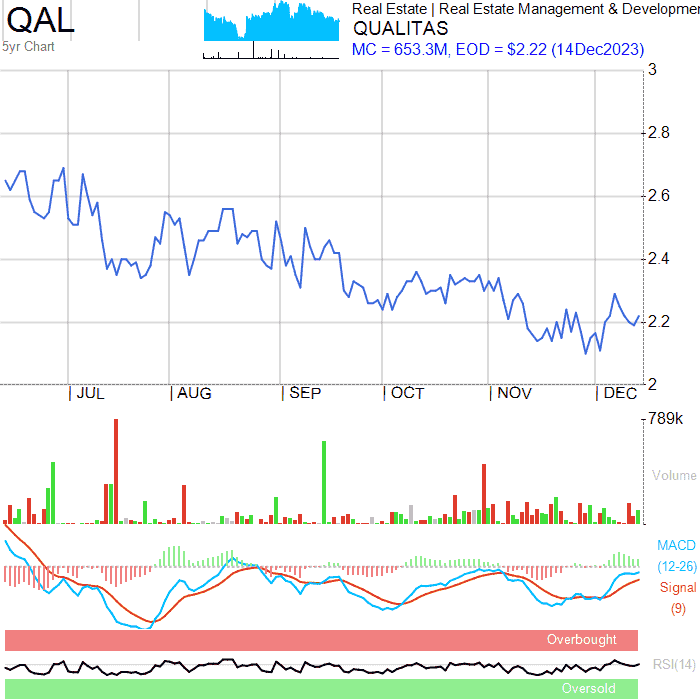 QAL
5yr Chart
Real Estate | Real Estate Management & Developmen
QUALITAS
MC = 653.3M, EOD = $2.22 (14Dec2023)
3
2.8
2.6
2.4
2.2
2
JUL AUG SEP OCT NOV DEC
789k
Volume
MACD
(12-26)
Signal
(9)
Overbought
RSI(14)
Oversold